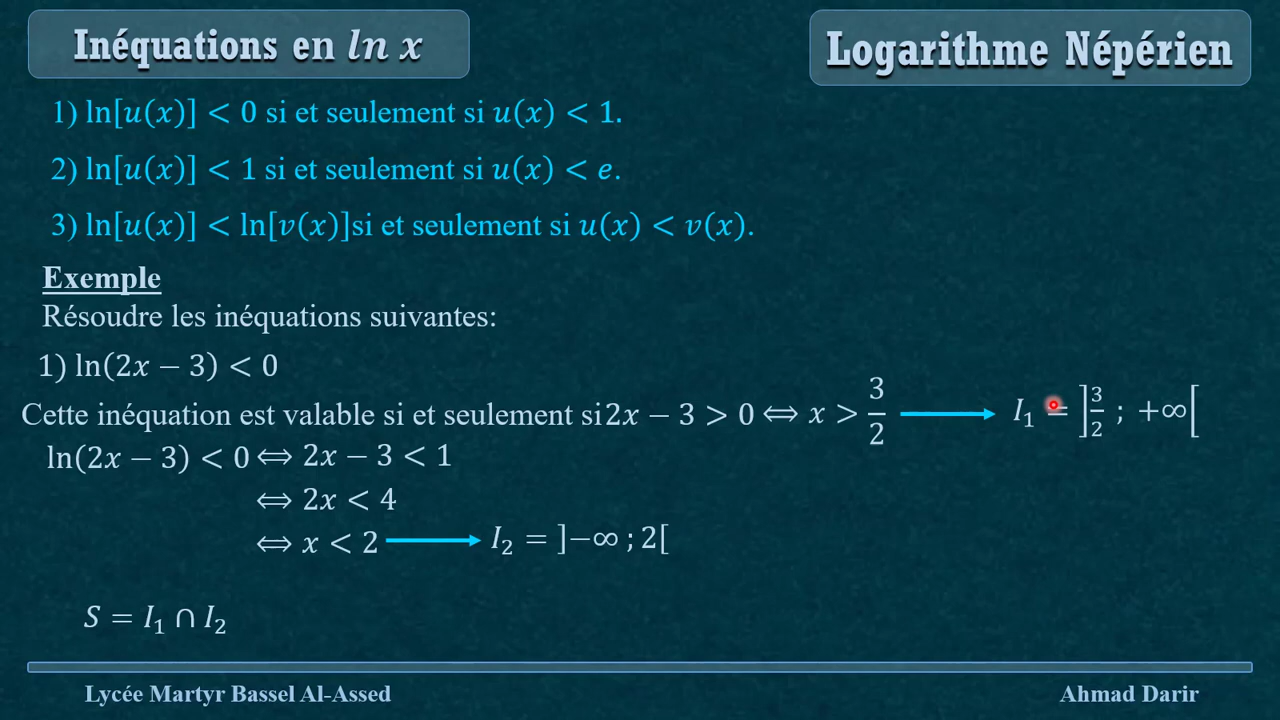 Inéquations en ln x
Logarithme Népérien
1) ln[u(x)] < 0 si et seulement si u(x) < 1.
2) ln[u(x)] < 1 si et seulement si u(x) < e.
3) ln[u(x)] < ln[v(x)]si et seulement si u(x) < v(x).
Exemple
Résoudre les inéquations suivantes:
1) ln(2x − 3) < 0
Cette inéquation est valable si et seulement si 2x − 3 > 0 ⟺ x > 3/2 ⟶ I₁ = ]3/2 ; +∞[
ln(2x − 3) < 0 ⟺ 2x − 3 < 1
⟺ 2x < 4
⟺ x < 2 ⟶ I₂ = ]−∞ ; 2[
S = I₁ ∩ I₂
Lycée Martyr Bassel Al-Assed
Ahmad Darir